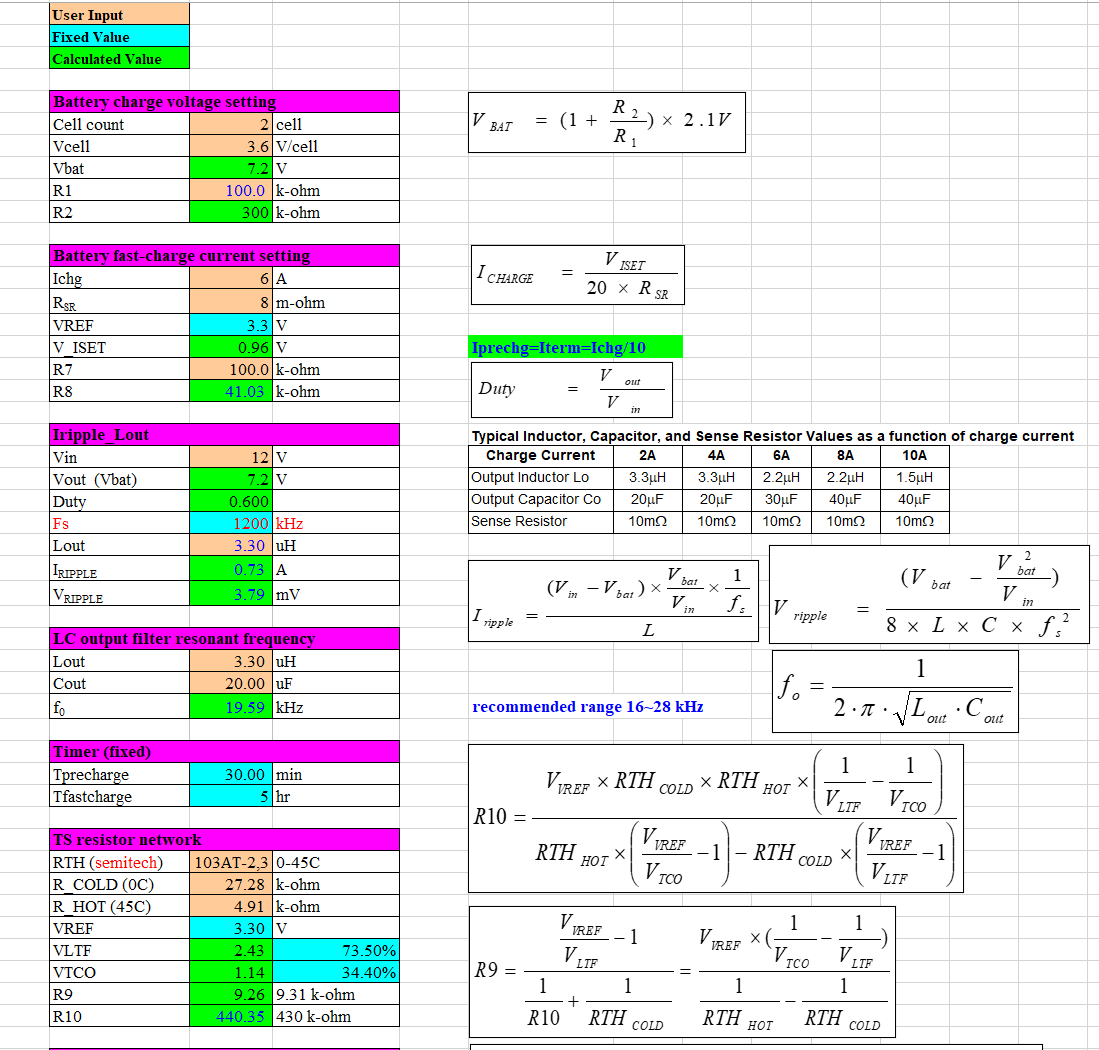 User Input
Fixed Value
Calculated Value
Battery charge voltage setting
Cell count 2 cell
Vcell 3.6 V/cell
Vbat 7.2 V
R1 100.0 k-ohm
R2 300 k-ohm
V BAT = (1 + R 2 / R 1) × 2.1V
Battery fast-charge current setting
Ichg 6 A
RSR 8 m-ohm
VREF 3.3 V
V_ISET 0.96 V
R7 100.0 k-ohm
R8 41.03 k-ohm
I CHARGE = V ISET / 20 × R SR
Iprechg=Iterm=Ichg/10
Duty = V out / V in
Iripple_Lout
Vin 12 V
Vout (Vbat) 7.2 V
Duty 0.600
Fs 1200 kHz
Lout 3.30 uH
IRIPPLE 0.73 A
VRIPPLE 3.79 mV
Typical Inductor, Capacitor, and Sense Resistor Values as a function of charge current
Charge Current 2A 4A 6A 8A 10A
Output Inductor Lo 3.3µH 3.3µH 2.2µH 2.2µH 1.5µH
Output Capacitor Co 20µF 20µF 30µF 40µF 40µF
Sense Resistor 10mΩ 10mΩ 10mΩ 10mΩ 10mΩ
I ripple = (V in − V bat) × V bat / V in × 1 / f s / L
V ripple = (V bat − V bat 2 / V in) / 8 × L × C × f s 2
LC output filter resonant frequency
Lout 3.30 uH
Cout 20.00 uF
f0 19.59 kHz
recommended range 16~28 kHz
f o = 1 / 2·π·√L out · C out
Timer (fixed)
Tprecharge 30.00 min
Tfastcharge 5 hr
TS resistor network
RTH (semitech) 103AT-2,3 0-45C
R_COLD (0C) 27.28 k-ohm
R_HOT (45C) 4.91 k-ohm
VREF 3.30 V
VLTF 2.43 73.50%
VTCO 1.14 34.40%
R9 9.26 9.31 k-ohm
R10 440.35 430 k-ohm
R10 = V VREF × RTH COLD × RTH HOT × (1 / V LTF − 1 / V TCO) / RTH HOT × (V VREF / V TCO − 1) − RTH COLD × (V VREF / V LTF − 1)
R9 = V VREF / V LTF − 1 / 1 / R10 + 1 / RTH COLD = V VREF × (1 / V TCO − 1 / V LTF) / 1 / RTH HOT − 1 / RTH COLD